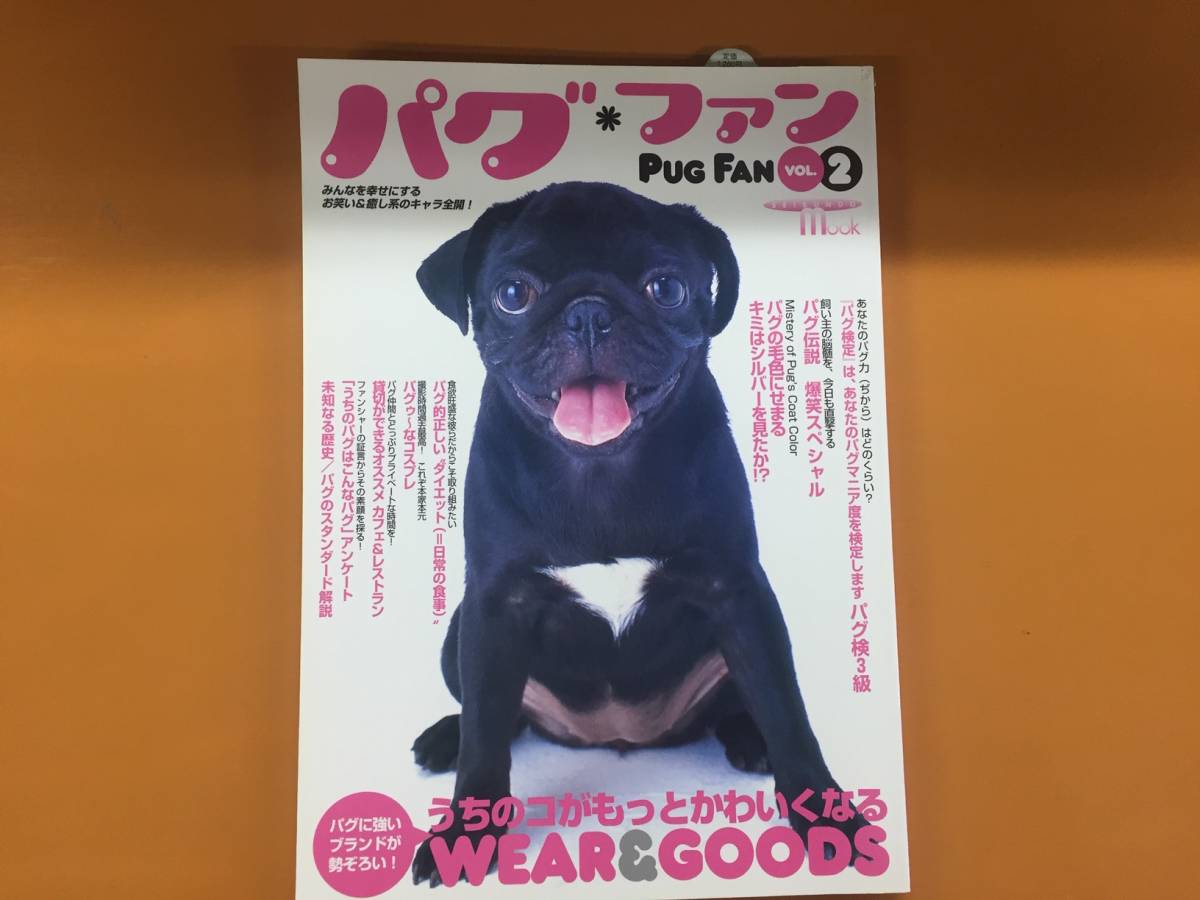 定価
パグ*ファン
PUG FAN VOL.2
SEIBUNDO
mook
みんなを幸せにする
お笑い&癒し系のキャラ全開!
あなたのパグ力(ぢから)はどのくらい?
「パグ検定」は、あなたのパグマニア度を検定します パグ検3級
飼い主の脳髄を、今日も直撃する
パグ伝説 爆笑スペシャル
Mistery of Pug's Coat Color
パグの毛色にせまる
キミはシルバーを見たか!?
食欲旺盛な彼らだからこそ取り組みたい
パグ的正しい“ダイエット(=日常の食事)”
撮影時間過去最高! これぞ本家本元
パグゥ〜なコスプレ
パグ仲間とどっぷりプライベートな時間を!
貸切ができるオススメ カフェ&レストラン
ファンシャーの証言からその素顔を探る!
「うちのパグはこんなパグ」アンケート
未知なる歴史/パグのスタンダード解説
パグに強い
ブランドが
勢ぞろい!
うちのコがもっとかわいくなる
WEAR&GOODS